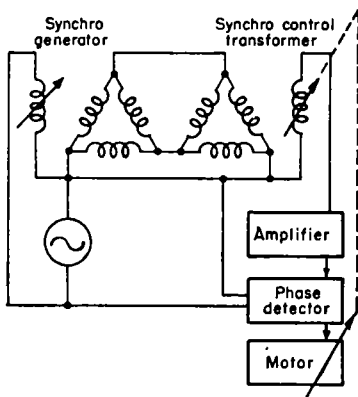 Synchro
generator
Synchro control
transformer
Amplifier
Phase
detector
Motor